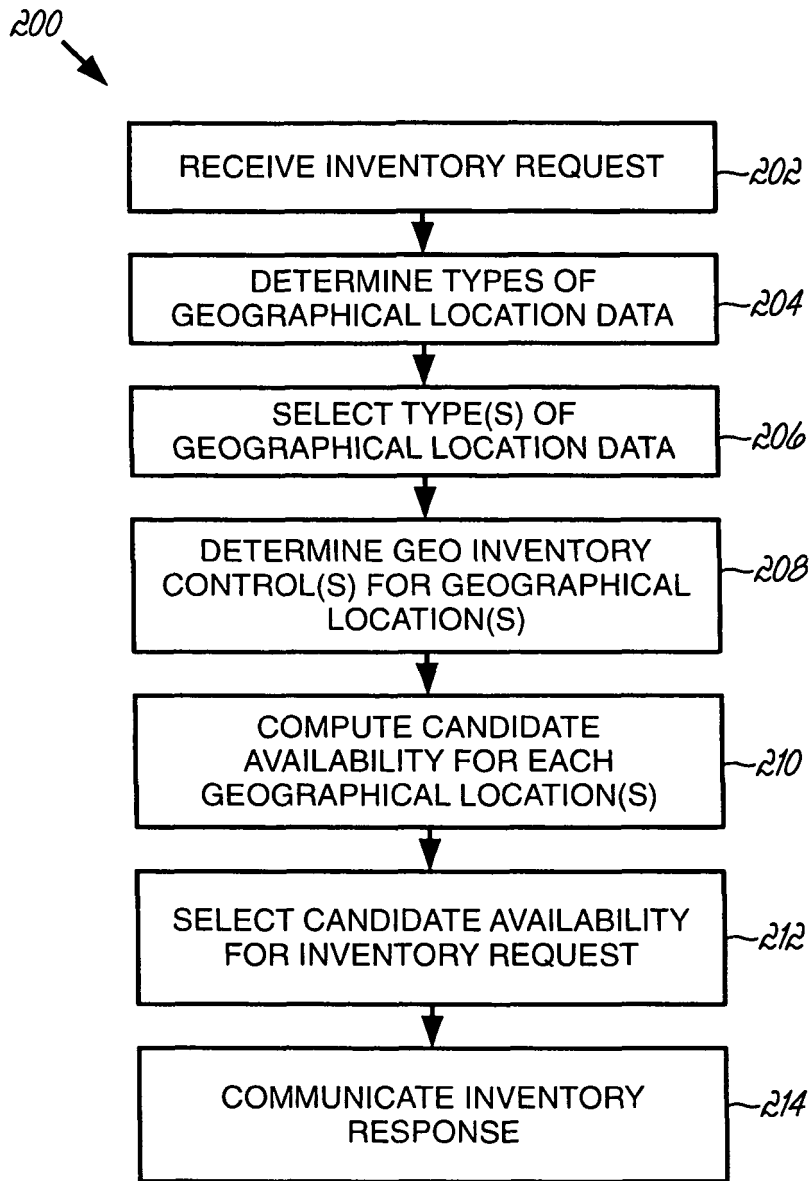 200
RECEIVE INVENTORY REQUEST
202
DETERMINE TYPES OF
GEOGRAPHICAL LOCATION DATA
204
SELECT TYPE(S) OF
GEOGRAPHICAL LOCATION DATA
206
DETERMINE GEO INVENTORY
CONTROL(S) FOR GEOGRAPHICAL
LOCATION(S)
208
COMPUTE CANDIDATE
AVAILABILITY FOR EACH
GEOGRAPHICAL LOCATION(S)
210
SELECT CANDIDATE AVAILABILITY
FOR INVENTORY REQUEST
212
COMMUNICATE INVENTORY
RESPONSE
214